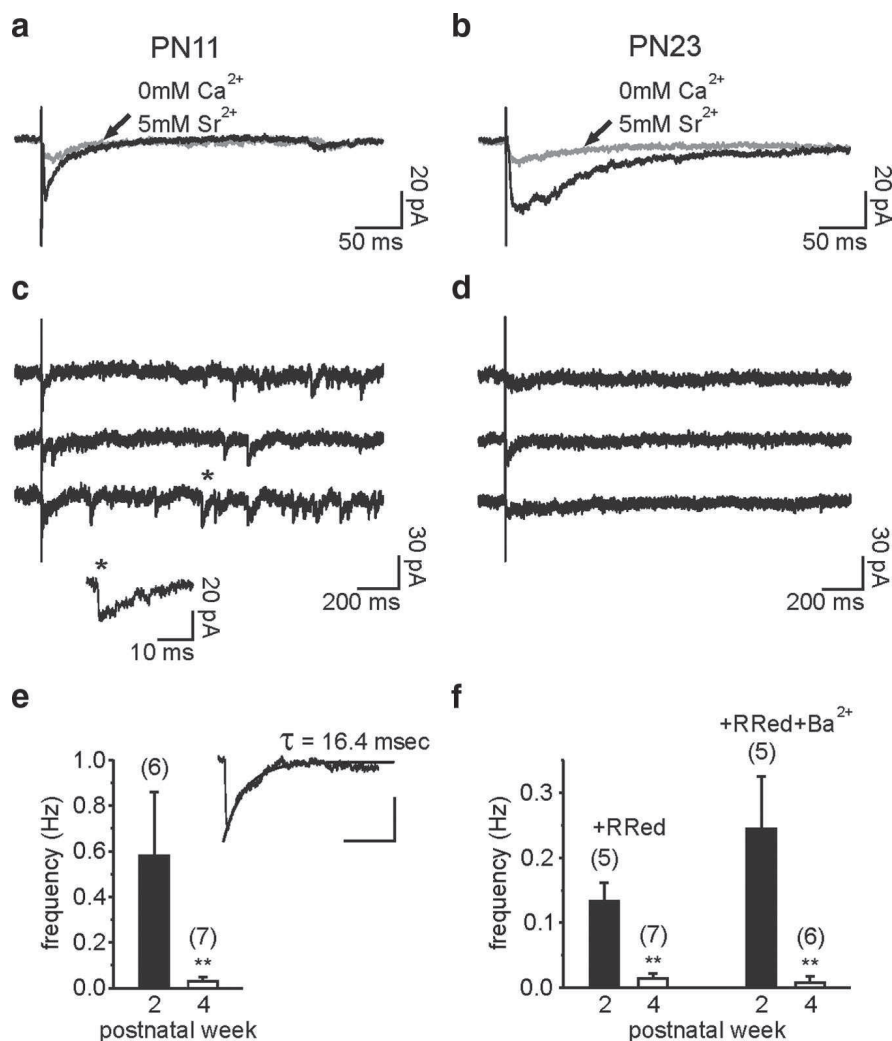 a
PN11
0mM Ca²⁺
5mM Sr²⁺
20 pA
50 ms
b
PN23
0mM Ca²⁺
5mM Sr²⁺
20 pA
50 ms
c
*
30 pA
200 ms
*
20 pA
10 ms
d
30 pA
200 ms
e
τ = 16.4 msec
(6)
(7)
**
frequency (Hz)
1.0
0.8
0.6
0.4
0.2
0.0
2 4
postnatal week
f
+RRed+Ba²⁺
(5)
+RRed
(5)
(7)
**
(6)
**
frequency (Hz)
0.3
0.2
0.1
0.0
2 4 2 4
postnatal week